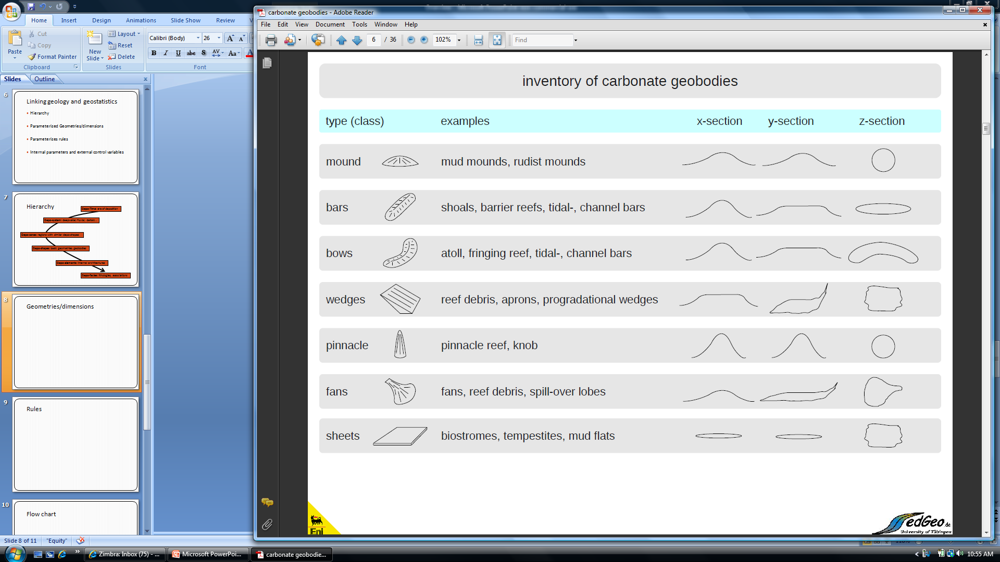 carbonate geobodies - Adobe Reader
Home Insert Design Animations Slide Show Review
File Edit View Document Tools Window Help
Paste
Cut
Copy
Format Painter
Clipboard
New Slide
Layout
Reset
Delete
Slides
Calibri (Body) 26
B I U abc S AV Aa A
Font
6 / 36 102% Find
Slides Outline
6
Linking geology and geostatistics
• Hierarchy
• Parameterized Geometries/dimensions
• Parameterizes rules
• Internal parameters and external control variables
7
Hierarchy
Depo-Time: era of deposition
Depo-system: deepwater, fluvial, deltaic...
Depo-zones: regions with similar depo-shapes
Depo-shapes: basic geometries, geobodies
Depo-elements: internal architectures
Depo-facies: lithologies, associations
8
Geometries/dimensions
9
Rules
10
Flow chart
inventory of carbonate geobodies
type (class) examples x-section y-section z-section
mound mud mounds, rudist mounds
bars shoals, barrier reefs, tidal-, channel bars
bows atoll, fringing reef, tidal-, channel bars
wedges reef debris, aprons, progradational wedges
pinnacle pinnacle reef, knob
fans fans, reef debris, spill-over lobes
sheets biostromes, tempestites, mud flats
Eni
edGeo.de
University of Tübingen
Slide 8 of 11 "Equity"
Zimbra: Inbox (75) - ...
Microsoft PowerPoi...
carbonate geobodie...
10:55 AM